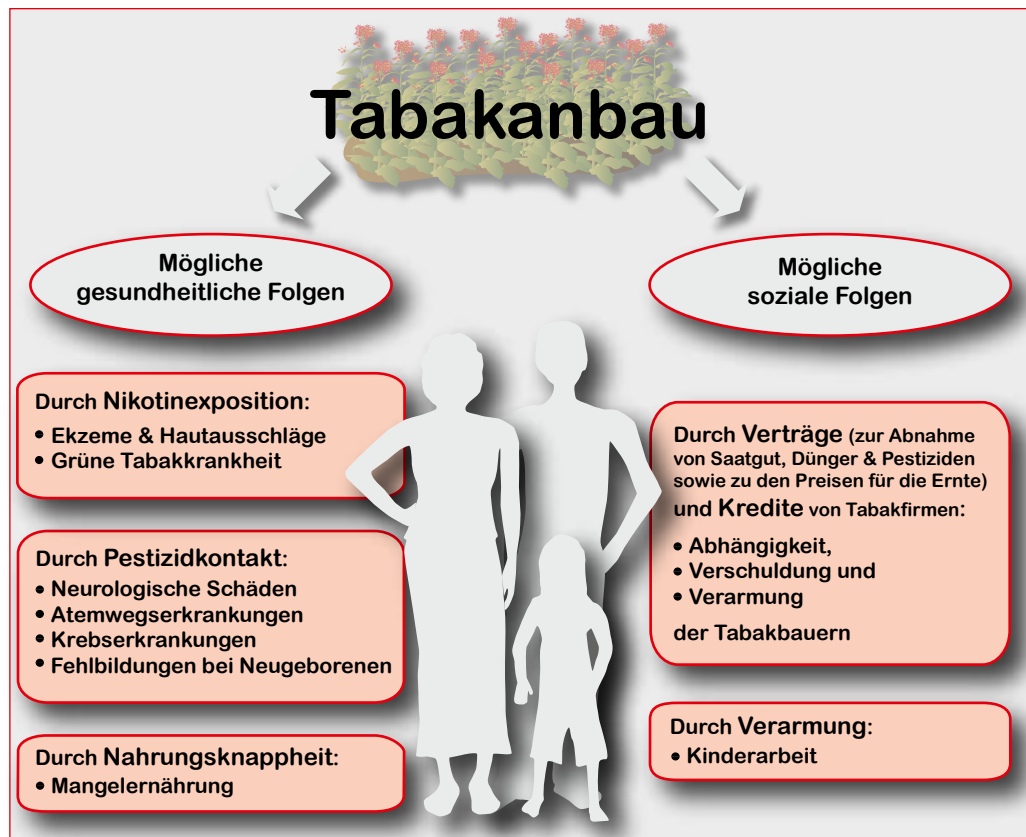 Tabakanbau
Mögliche
gesundheitliche Folgen
Durch Nikotinexposition:
• Ekzeme & Hautausschläge
• Grüne Tabakkrankheit
Durch Pestizidkontakt:
• Neurologische Schäden
• Atemwegserkrankungen
• Krebserkrankungen
• Fehlbildungen bei Neugeborenen
Durch Nahrungsknappheit:
• Mangelernährung
Mögliche
soziale Folgen
Durch Verträge (zur Abnahme
von Saatgut, Dünger & Pestiziden
sowie zu den Preisen für die Ernte)
und Kredite von Tabakfirmen:
• Abhängigkeit,
• Verschuldung und
• Verarmung
der Tabakbauern
Durch Verarmung:
• Kinderarbeit